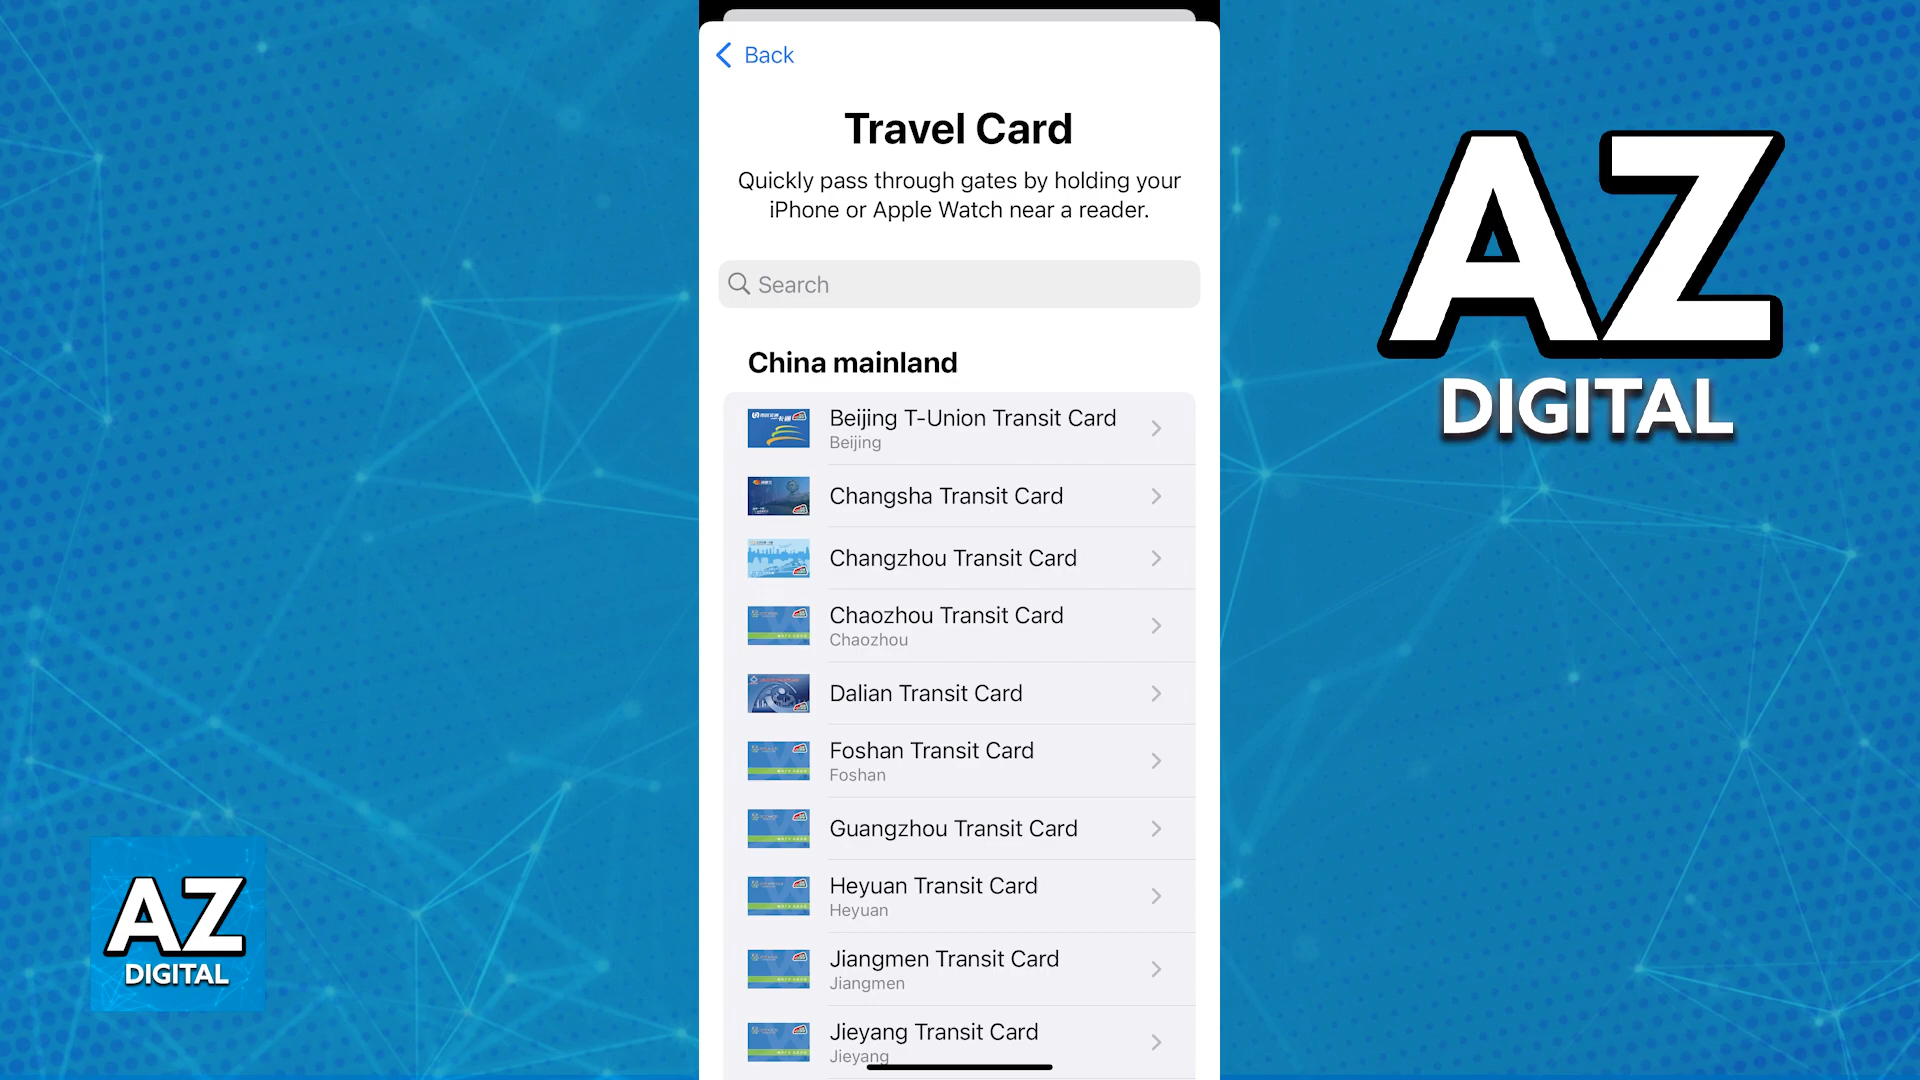 Back
Travel Card
Quickly pass through gates by holding your
iPhone or Apple Watch near a reader.
Search
China mainland
Beijing T-Union Transit Card
Beijing
Changsha Transit Card
Changzhou Transit Card
Chaozhou Transit Card
Chaozhou
Dalian Transit Card
Foshan Transit Card
Foshan
Guangzhou Transit Card
Heyuan Transit Card
Heyuan
Jiangmen Transit Card
Jiangmen
Jieyang Transit Card
Jieyang
AZ
DIGITAL
AZ
DIGITAL